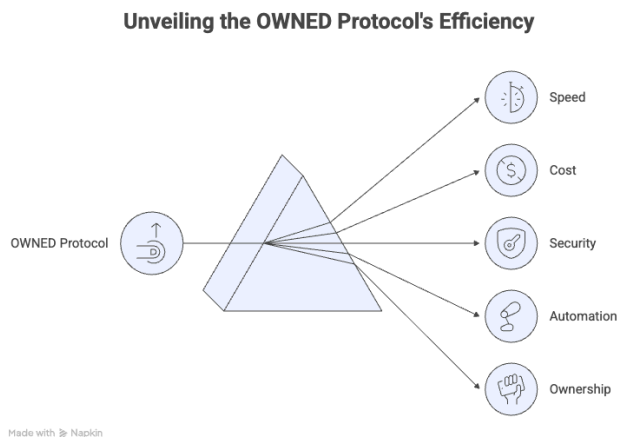 Unveiling the OWNED Protocol's Efficiency
Speed
$
Cost
OWNED Protocol
Security
Automation
Ownership
Made with Napkin